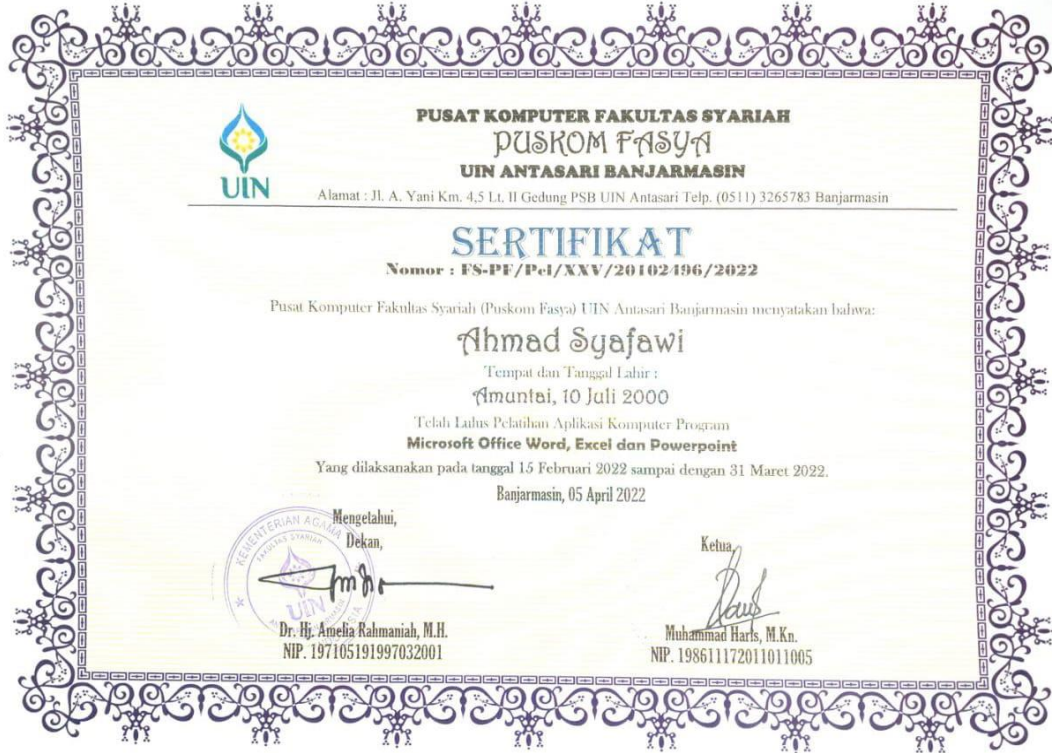 UIN
PUSAT KOMPUTER FAKULTAS SYARIAH
PUSKOM FASYA
UIN ANTASARI BANJARMASIN
Alamat : Jl. A. Yani Km. 4,5 Lt. II Gedung PSB UIN Antasari Telp. (0511) 3265783 Banjarmasin
SERTIFIKAT
Nomor : FS-PF/Pel/XXV/20102496/2022
Pusat Komputer Fakultas Syariah (Puskom Fasya) UIN Antasari Banjarmasin menyatakan bahwa:
Ahmad Syafawi
Tempat dan Tanggal Lahir :
Amuntai, 10 Juli 2000
Telah Lulus Pelatihan Aplikasi Komputer Program
Microsoft Office Word, Excel dan Powerpoint
Yang dilaksanakan pada tanggal 15 Februari 2022 sampai dengan 31 Maret 2022.
Banjarmasin, 05 April 2022
Mengetahui,
Dekan,
KEMENTERIAN AGAMA
FAKULTAS SYARIAH
UIN
Dr. Hj. Amelia Rahmaniah, M.H.
NIP. 197105191997032001
Ketua,
Muhammad Haris, M.Kn.
NIP. 198611172011011005